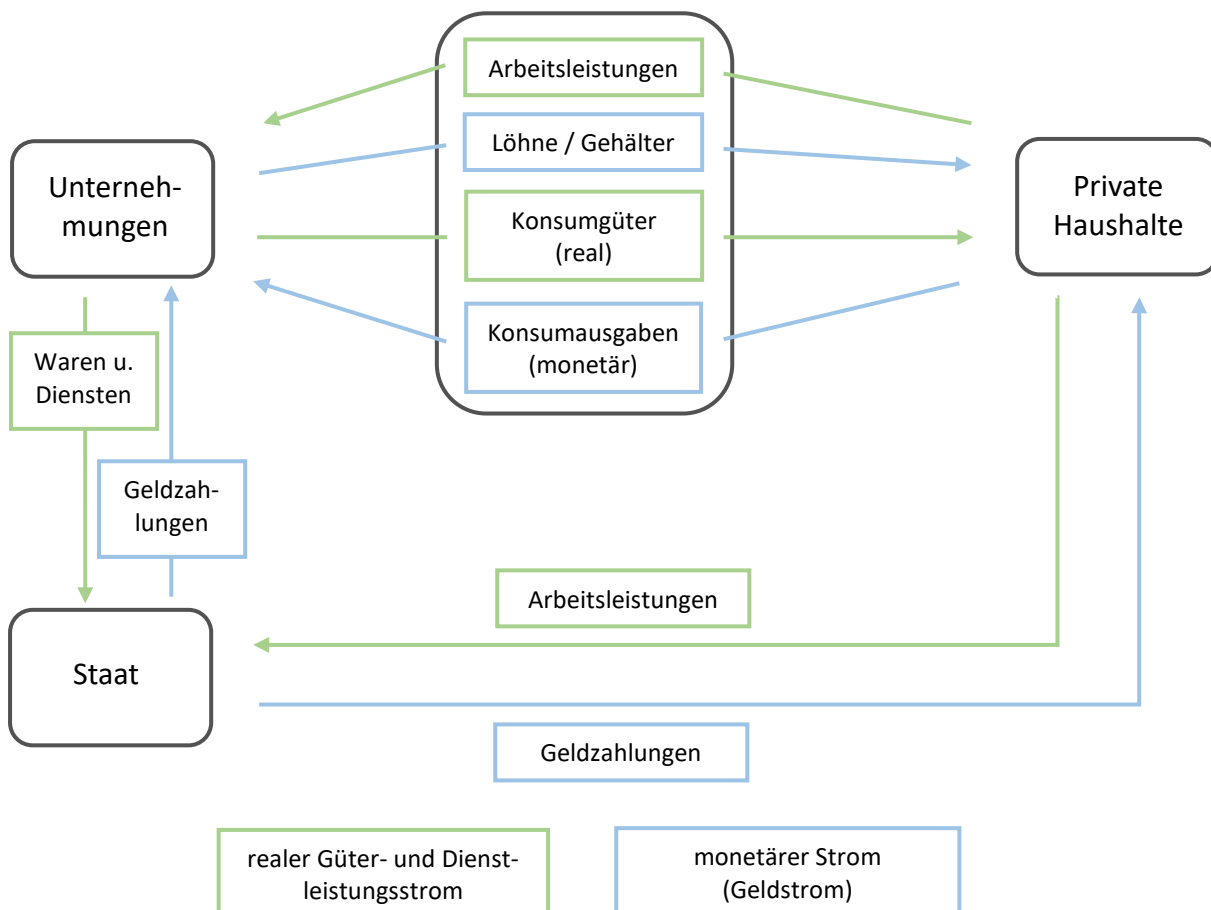 Arbeitsleistungen
Löhne / Gehälter
Unterneh-
mungen
Private
Haushalte
Konsumgüter
(real)
Konsumausgaben
(monetär)
Waren u.
Diensten
Geldzah-
lungen
Arbeitsleistungen
Staat
Geldzahlungen
realer Güter- und Dienst-
leistungsstrom
monetärer Strom
(Geldstrom)